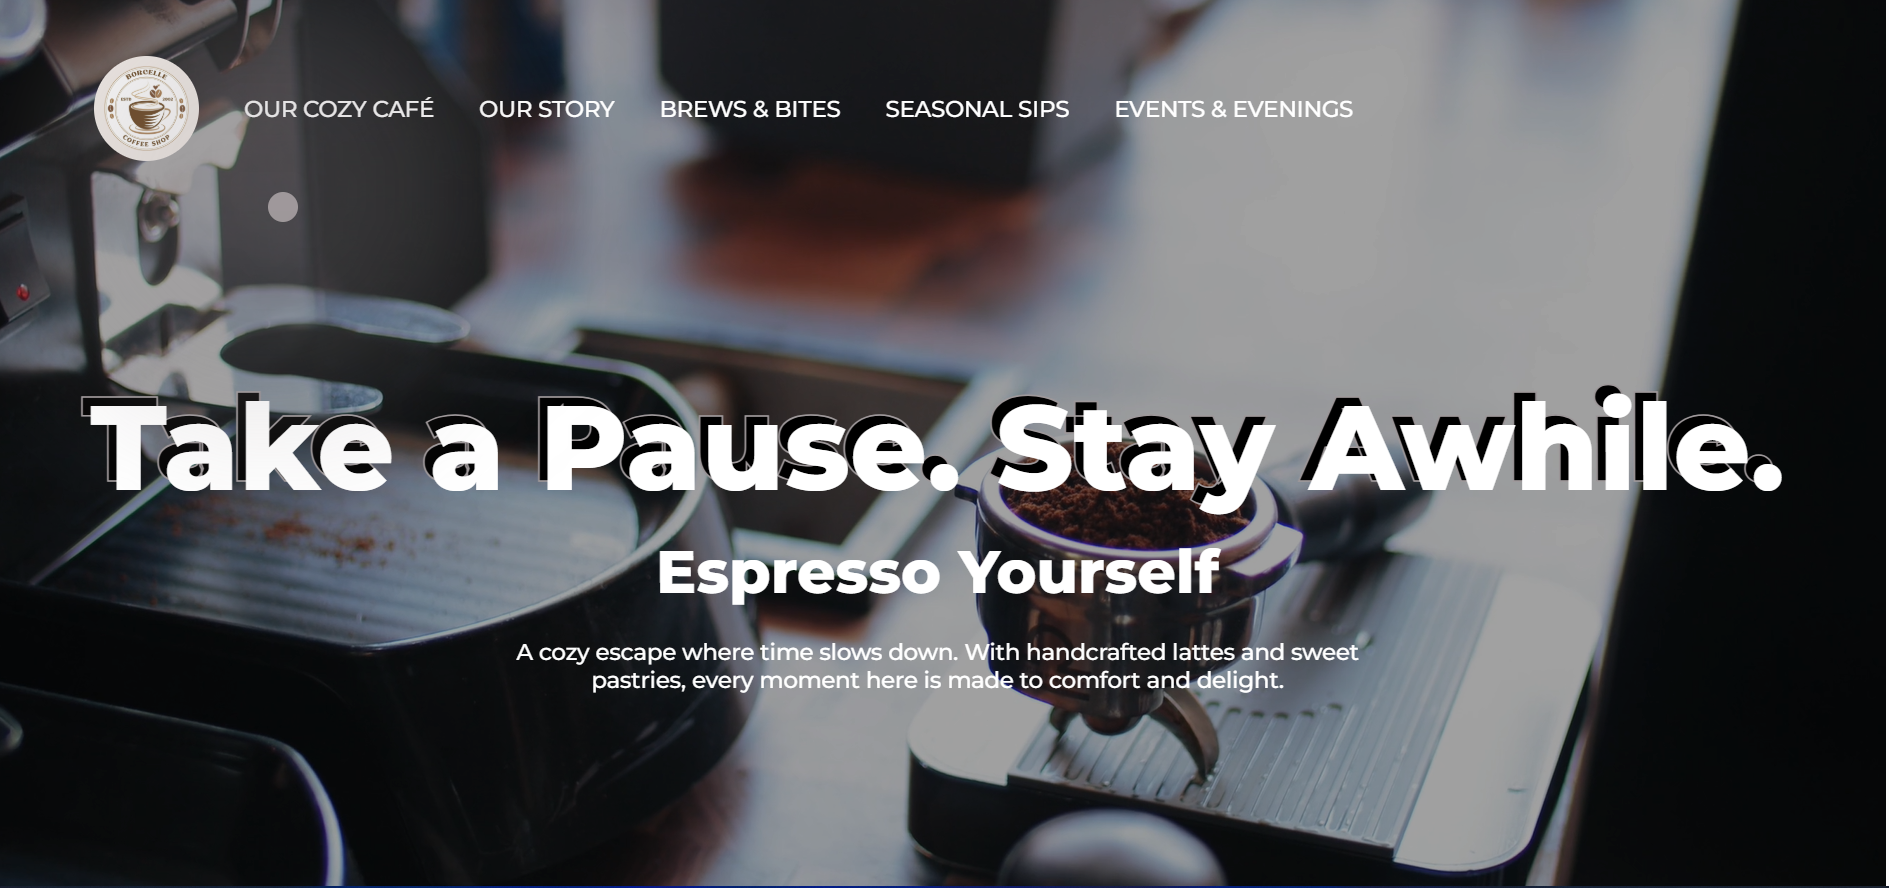 BORCELLE
ESTD 2002
COFFEE SHOP
OUR COZY CAFÉ OUR STORY BREWS & BITES SEASONAL SIPS EVENTS & EVENINGS
Take a Pause. Stay Awhile.
Espresso Yourself
A cozy escape where time slows down. With handcrafted lattes and sweet
pastries, every moment here is made to comfort and delight.